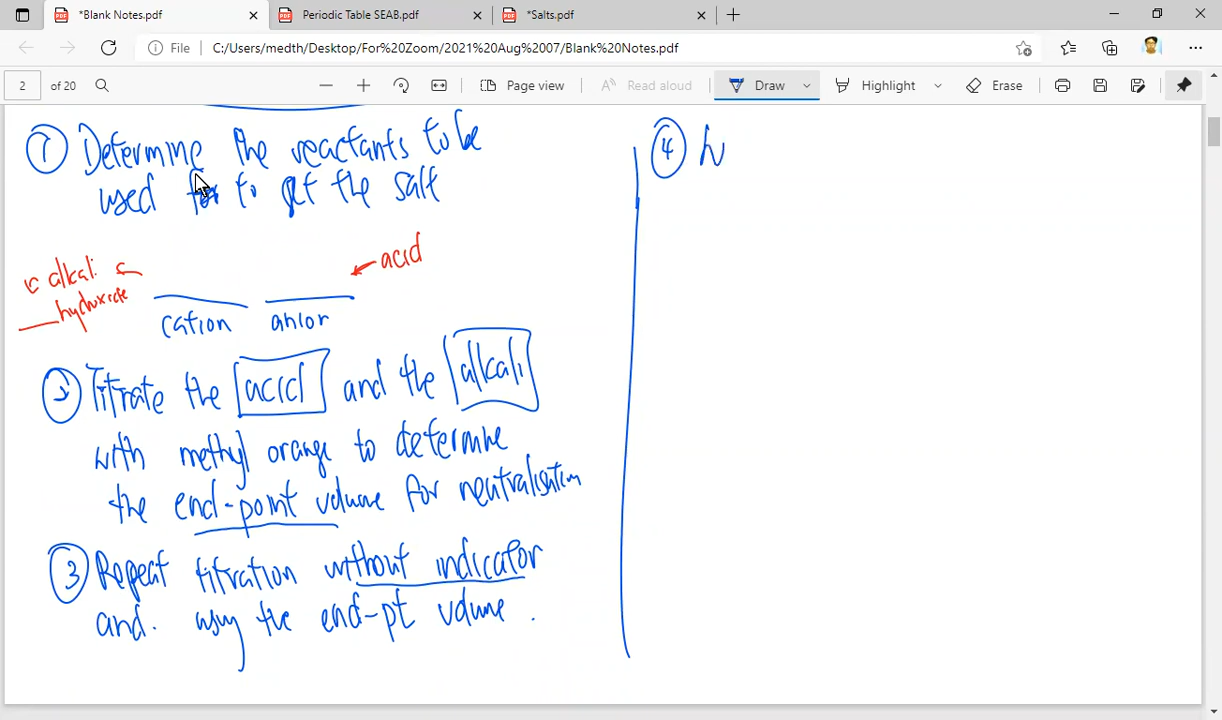 *Blank Notes.pdf
Periodic Table SEAB.pdf
*Salts.pdf
File
C:/Users/medth/Desktop/For%20Zoom/2021%20Aug%2007/Blank%20Notes.pdf
2 of 20
Page view
Read aloud
Draw
Highlight
Erase
① Determine the reactants to be
used to get the salt
acid
alkali
hydroxide
cation anion
② Titrate the acid and the alkali
with methyl orange to determine
the end-point volume for neutralisation
③ Repeat titration without indicator
and. using the end-pt volume.
④ h